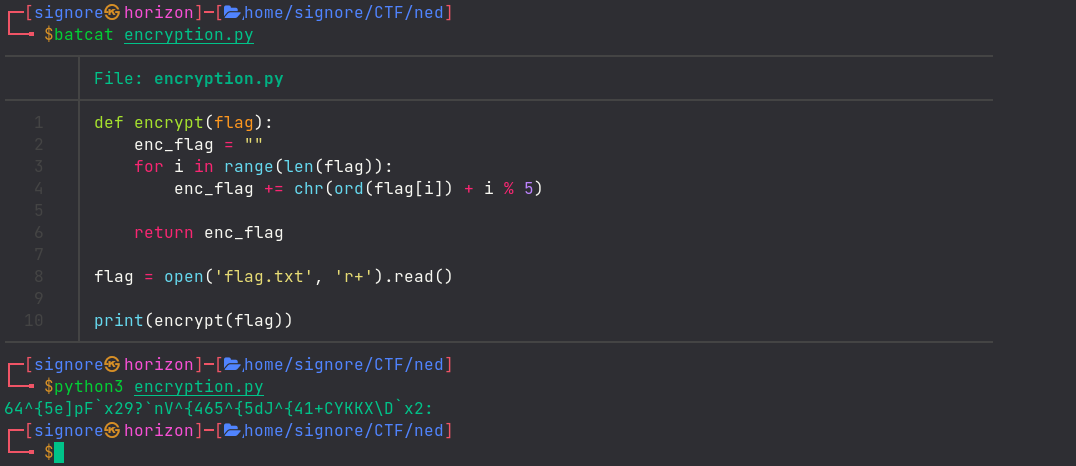 ┌─[signore㉿horizon]─[📂/home/signore/CTF/ned]
└──╼ $batcat encryption.py
File: encryption.py
1 def encrypt(flag):
2     enc_flag = ""
3     for i in range(len(flag)):
4         enc_flag += chr(ord(flag[i]) + i % 5)
5
6     return enc_flag
7
8 flag = open('flag.txt', 'r+').read()
9
10 print(encrypt(flag))
┌─[signore㉿horizon]─[📂/home/signore/CTF/ned]
└──╼ $python3 encryption.py
64^{5e]pF`x29?`nV^{465^{5dJ^{41+CYKKX\D`x2:
┌─[signore㉿horizon]─[📂/home/signore/CTF/ned]
└──╼ $